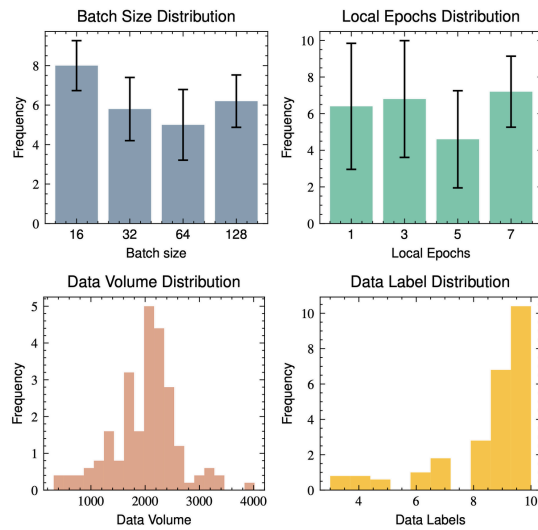 Batch Size Distribution
Frequency
8
6
4
2
0
16 32 64 128
Batch size
Local Epochs Distribution
Frequency
10
8
6
4
2
0
1 3 5 7
Local Epochs
Data Volume Distribution
Frequency
5
4
3
2
1
0
1000 2000 3000 4000
Data Volume
Data Label Distribution
Frequency
10
8
6
4
2
0
4 6 8 10
Data Labels